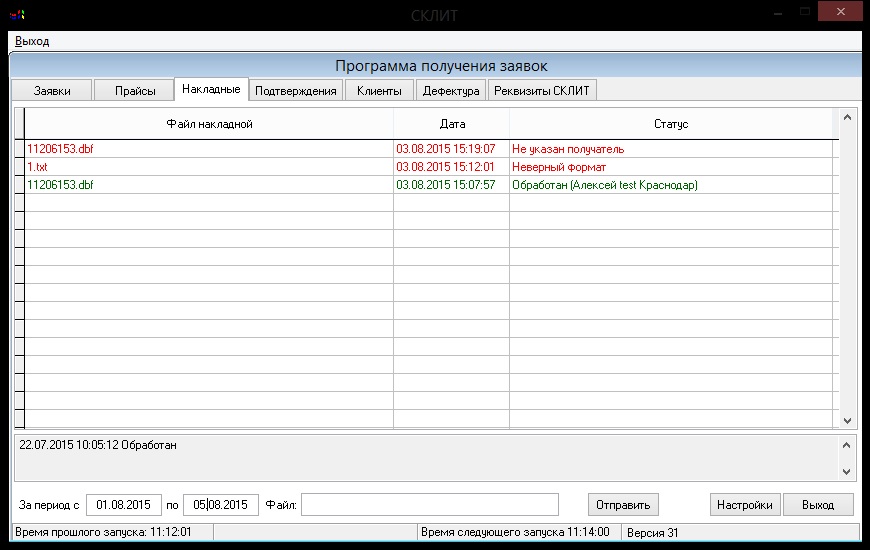 СКЛИТ
Выход
Программа получения заявок
Заявки Прайсы Накладные Подтверждения Клиенты Дефектура Реквизиты СКЛИТ
Файл накладной Дата Статус
11206153.dbf 03.08.2015 15:19:07 Не указан получатель
1.txt 03.08.2015 15:12:01 Неверный формат
11206153.dbf 03.08.2015 15:07:57 Обработан (Алексей test Краснодар)
22.07.2015 10:05:12 Обработан
За период с 01.08.2015 по 05.08.2015 Файл: Отправить Настройки Выход
Время прошлого запуска: 11:12:01 Время следующего запуска 11:14:00 Версия 31